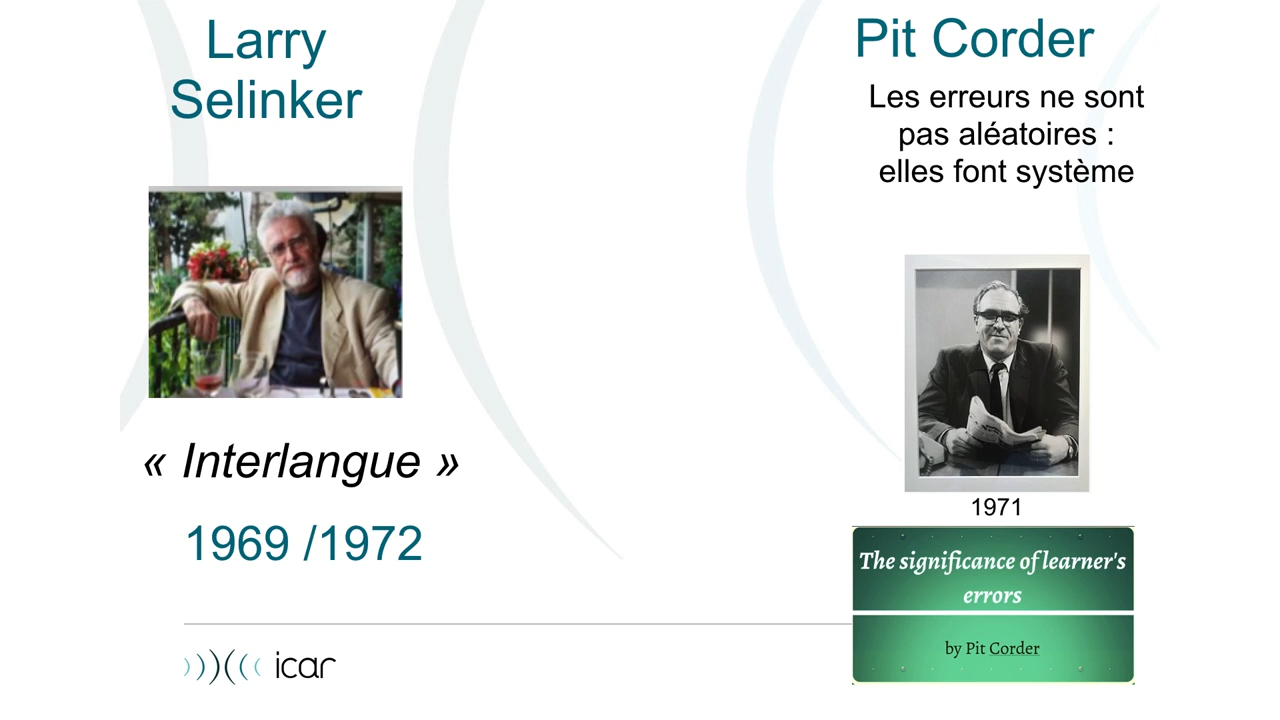 Larry
Selinker
« Interlangue »
1969 /1972
icar
Pit Corder
Les erreurs ne sont
pas aléatoires :
elles font système
1971
The significance of learner's
errors
by Pit Corder